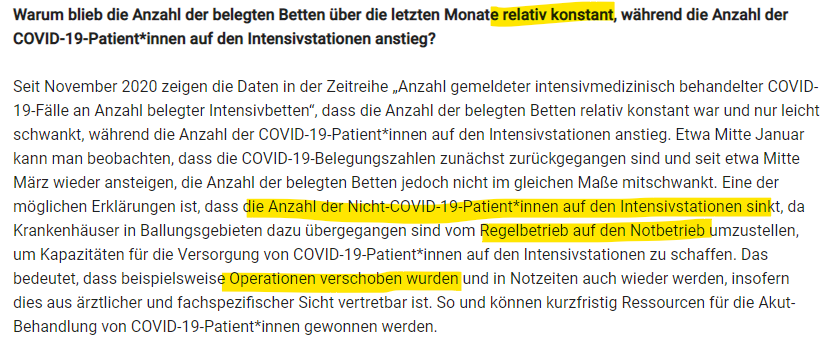 Warum blieb die Anzahl der belegten Betten über die letzten Monate relativ konstant, während die Anzahl der
COVID-19-Patient*innen auf den Intensivstationen anstieg?
Seit November 2020 zeigen die Daten in der Zeitreihe „Anzahl gemeldeter intensivmedizinisch behandelter COVID-
19-Fälle an Anzahl belegter Intensivbetten“, dass die Anzahl der belegten Betten relativ konstant war und nur leicht
schwankt, während die Anzahl der COVID-19-Patient*innen auf den Intensivstationen anstieg. Etwa Mitte Januar
kann man beobachten, dass die COVID-19-Belegungszahlen zunächst zurückgegangen sind und seit etwa Mitte
März wieder ansteigen, die Anzahl der belegten Betten jedoch nicht im gleichen Maße mitschwankt. Eine der
möglichen Erklärungen ist, dass die Anzahl der Nicht-COVID-19-Patient*innen auf den Intensivstationen sinkt, da
Krankenhäuser in Ballungsgebieten dazu übergegangen sind vom Regelbetrieb auf den Notbetrieb umzustellen,
um Kapazitäten für die Versorgung von COVID-19-Patient*innen auf den Intensivstationen zu schaffen. Das
bedeutet, dass beispielsweise Operationen verschoben wurden und in Notzeiten auch wieder werden, insofern
dies aus ärztlicher und fachspezifischer Sicht vertretbar ist. So und können kurzfristig Ressourcen für die Akut-
Behandlung von COVID-19-Patient*innen gewonnen werden.